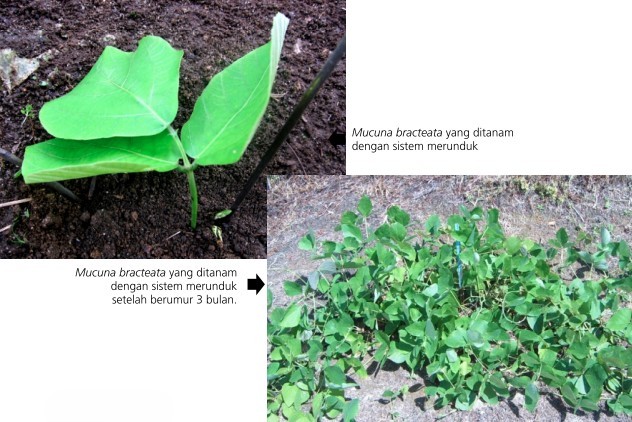 Mucuna bracteata yang ditanam
dengan sistem merunduk
Mucuna bracteata yang ditanam
dengan sistem merunduk
setelah berumur 3 bulan.